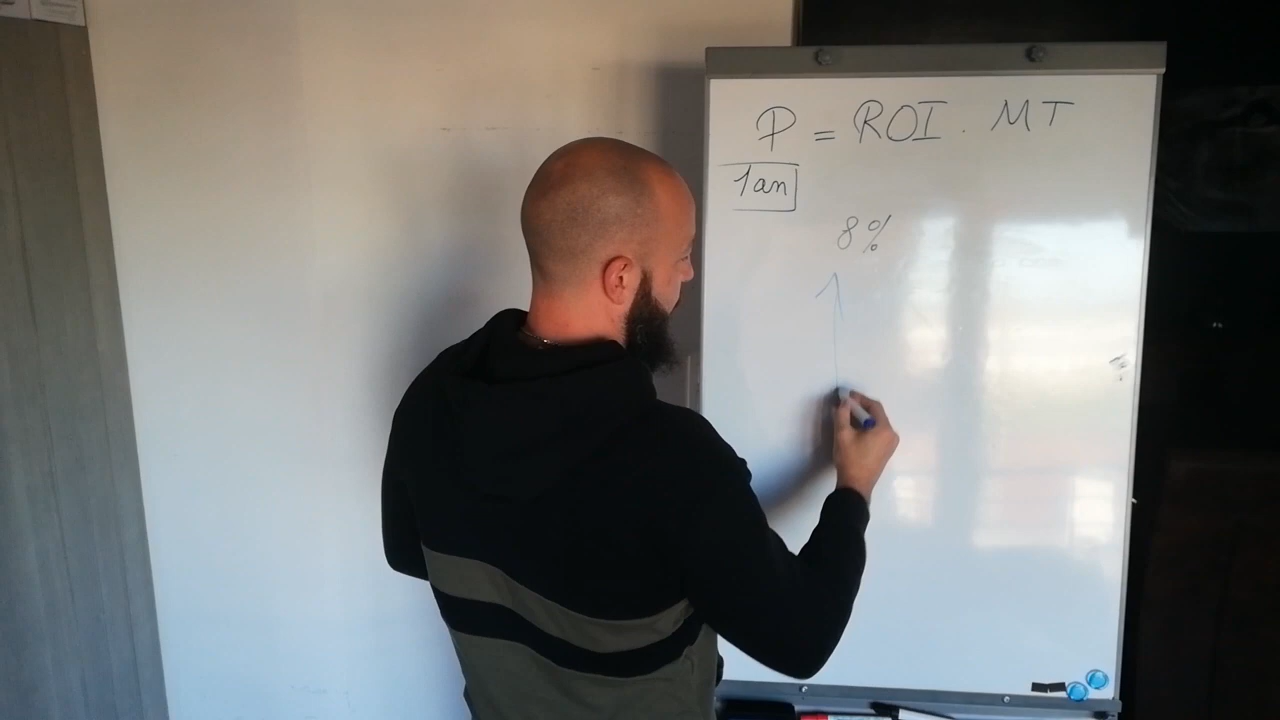 P = ROI . MT
1an
8%